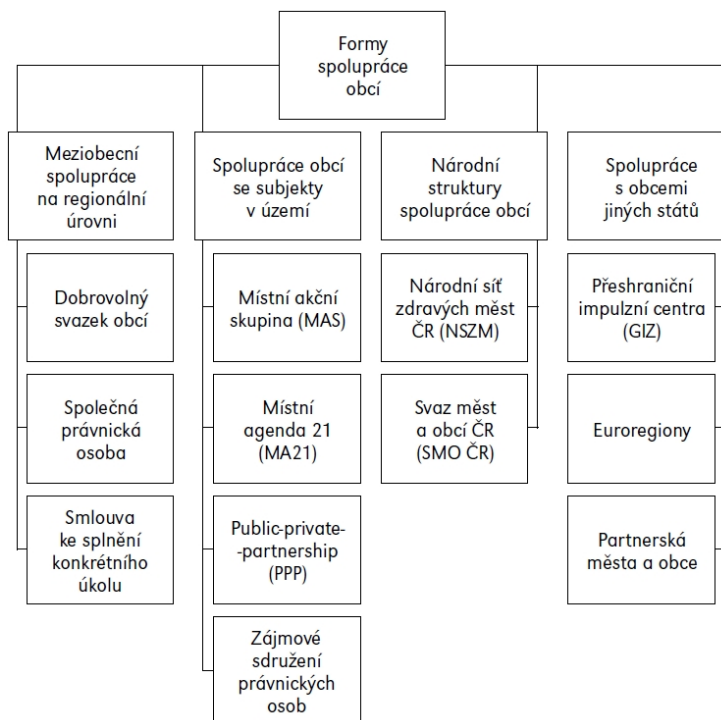 Formy
spolupráce
obcí
Meziobecní
spolupráce
na regionální
úrovni
Dobrovolný
svazek obcí
Společná
právnická
osoba
Smlouva
ke splnění
konkrétního
úkolu
Spolupráce obcí
se subjekty
v území
Místní akční
skupina (MAS)
Místní
agenda 21
(MA21)
Public-private-
-partnership
(PPP)
Zájmové
sdružení
právnických
osob
Národní
struktury
spolupráce obcí
Národní síť
zdravých měst
ČR (NSZM)
Svaz měst
a obcí ČR
(SMO ČR)
Spolupráce
s obcemi
jiných států
Přeshraniční
impulzní centra
(GIZ)
Euroregiony
Partnerská
města a obce